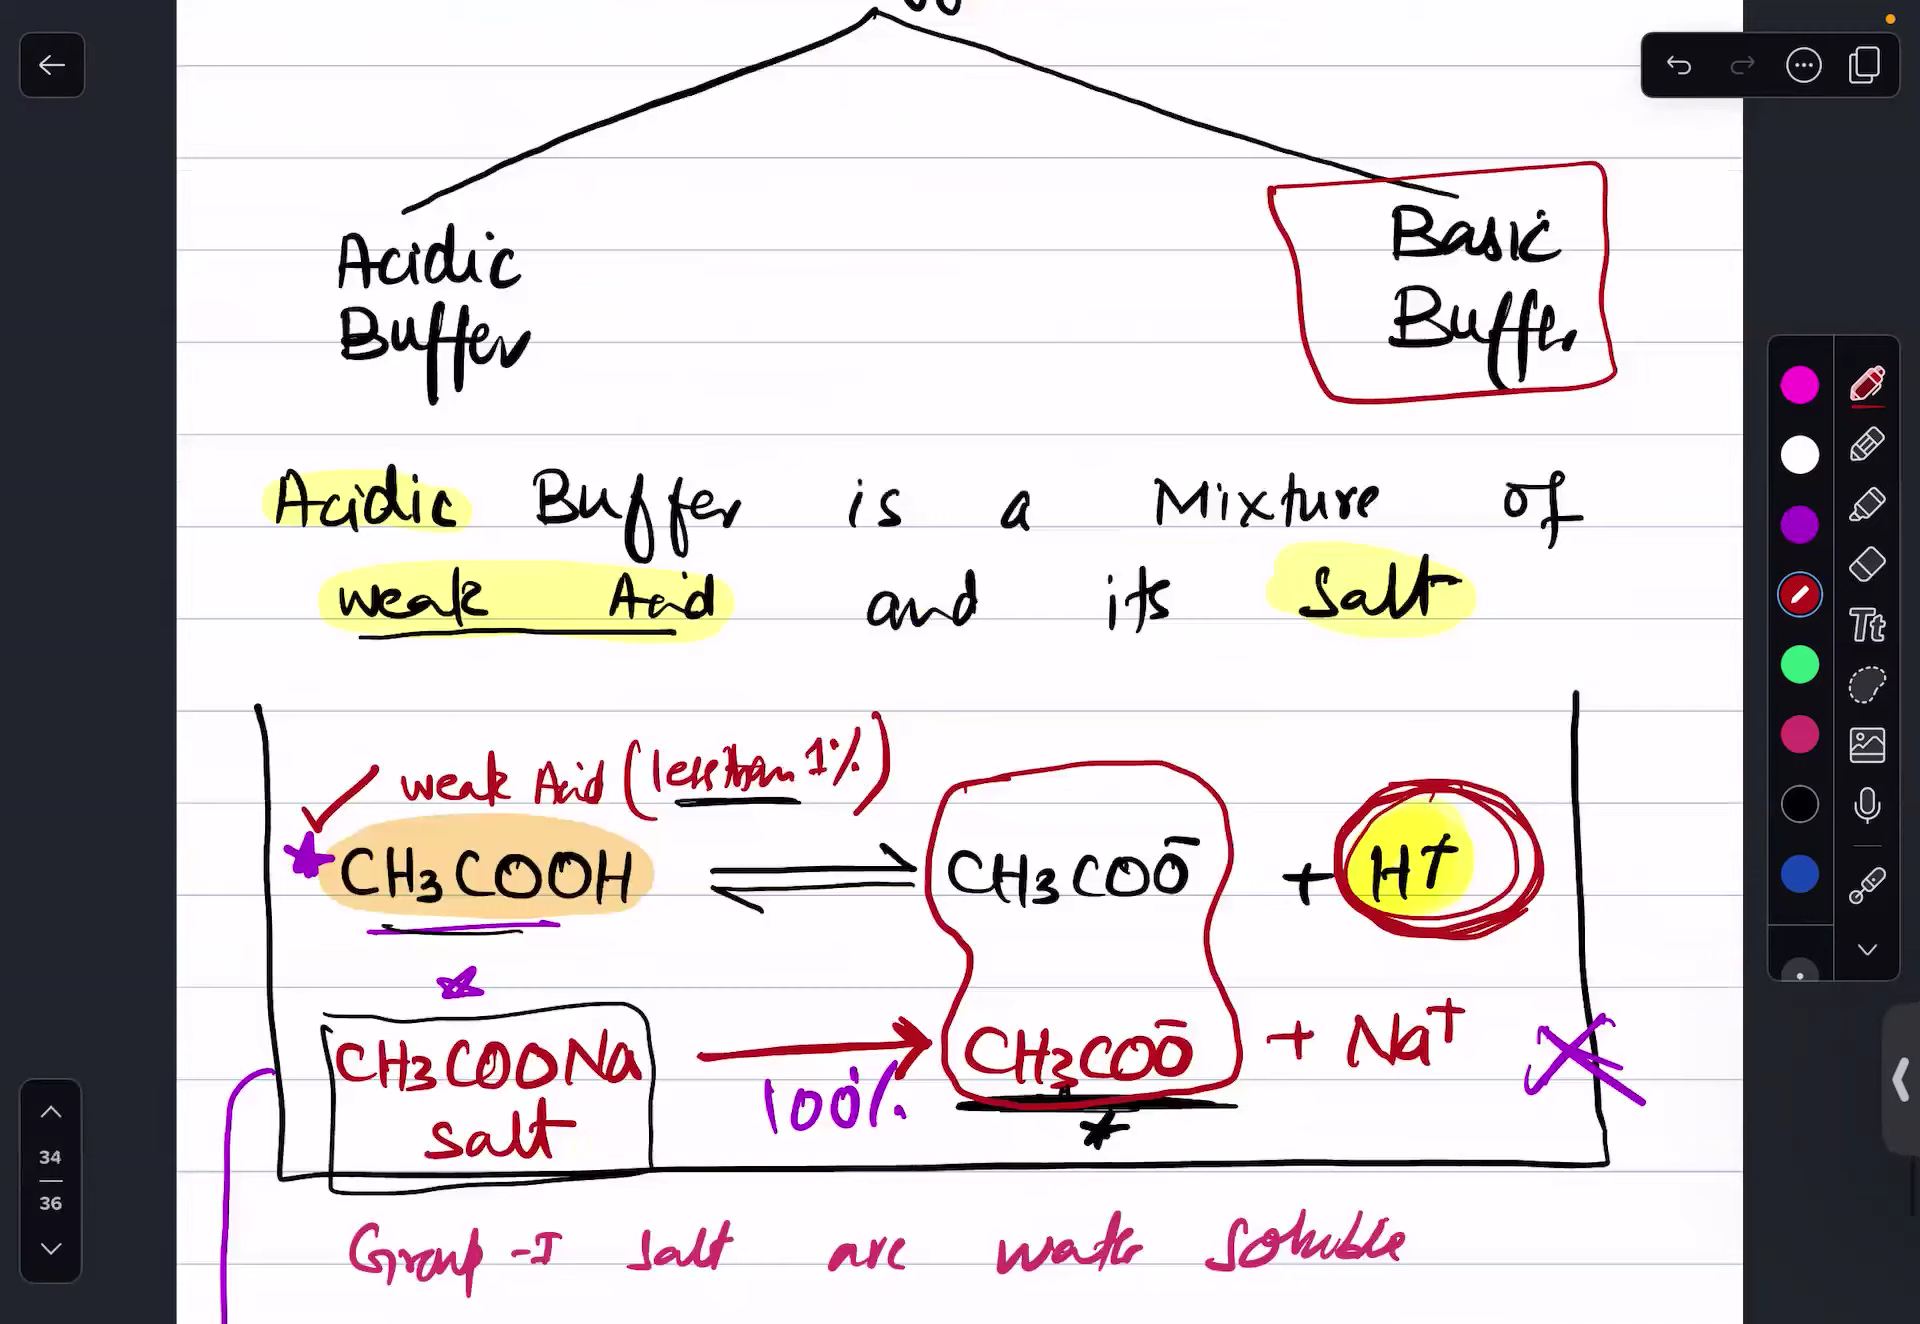 Acidic
Buffer
Basic
Buffer
Acidic Buffer is a Mixture of
weak Acid and its Salt
weak Acid (less than 1%)
CH3COOH ⇌ CH3COO⁻ + H+
CH3COONa → CH3COO⁻ + Na+
salt
100%
Group-I salt are water soluble
34
36
Tt